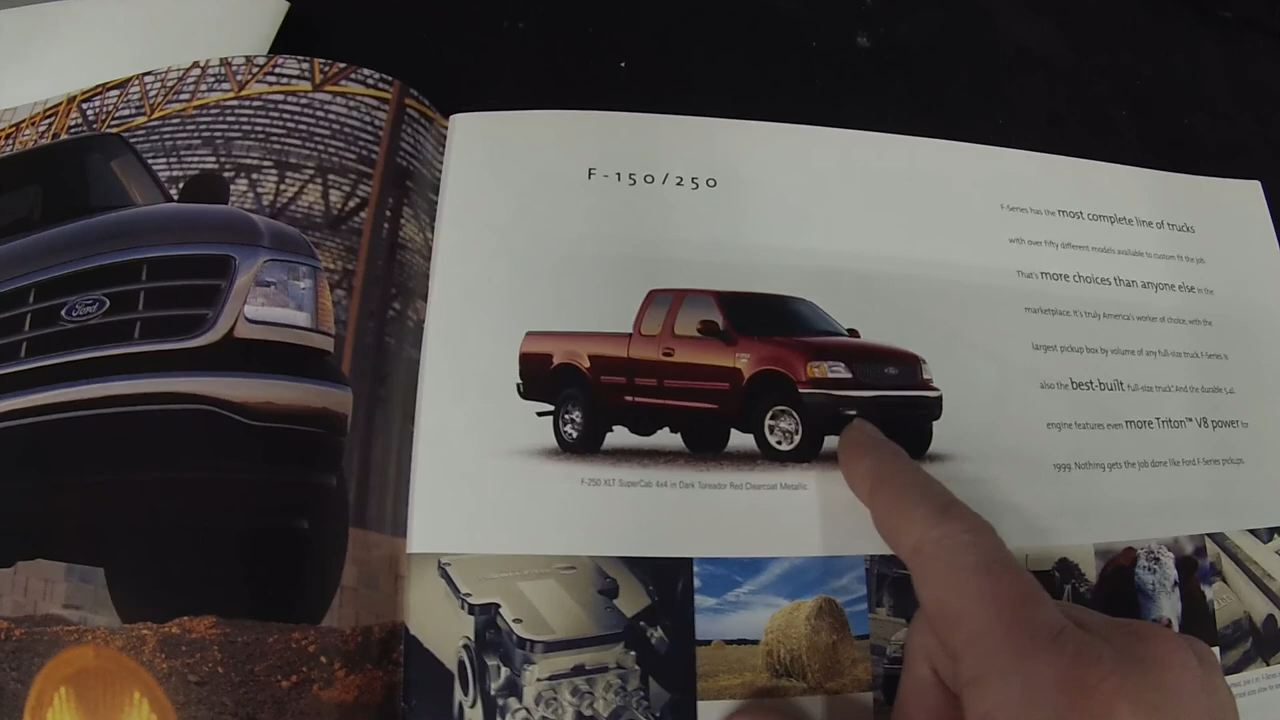 Ford
F-150/250
F-Series has the most complete line of trucks
with over fifty different models available to custom fit the job.
That's more choices than anyone else in the
marketplace. It's truly America's worker of choice, with the
largest pickup box by volume of any full-size truck. F-Series is
also the best-built full-size truck.* And the durable 5.4L
engine features even more Triton™ V8 power for
1999. Nothing gets the job done like Ford F-Series pickups.
F-250 XLT SuperCab 4x4 in Dark Toreador Red Clearcoat Metallic.